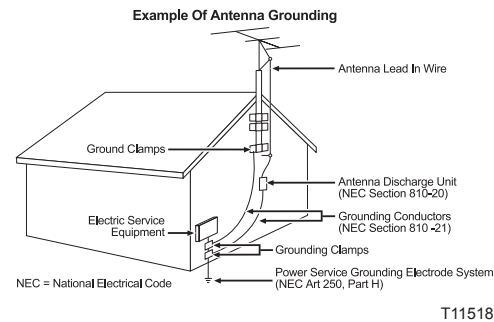 Example Of Antenna Grounding
Antenna Lead In Wire
Ground Clamps
Antenna Discharge Unit
(NEC Section 810-20)
Electric Service
Equipment
Grounding Conductors
(NEC Section 810 -21)
Grounding Clamps
NEC = National Electrical Code
Power Service Grounding Electrode System
(NEC Art 250, Part H)
T11518